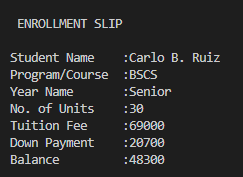 ENROLLMENT SLIP
Student Name :Carlo B. Ruiz
Program/Course :BSCS
Year Name :Senior
No. of Units :30
Tuition Fee :69000
Down Payment :20700
Balance :48300